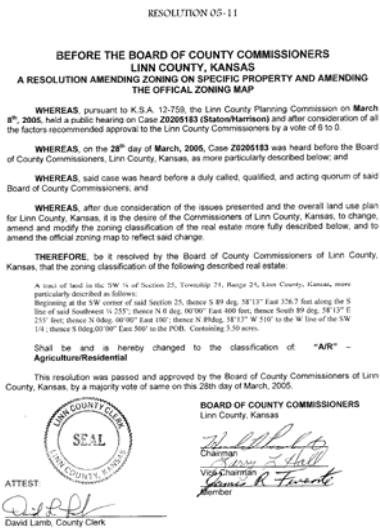 RESOLUTION 05-11
BEFORE THE BOARD OF COUNTY COMMISSIONERS
LINN COUNTY, KANSAS
A RESOLUTION AMENDING ZONING ON SPECIFIC PROPERTY AND AMENDING
THE OFFICAL ZONING MAP
WHEREAS, pursuant to K.S.A. 12-759, the Linn County Planning Commission on March
8th, 2005, held a public hearing on Case Z0205183 (Staton/Harrison) and after consideration of all
the factors recommended approval to the Linn County Commissioners by a vote of 6 to 0.
WHEREAS, on the 28th day of March, 2005, Case Z0205183 was heard before the Board
of County Commissioners, Linn County, Kansas, as more particularly described below; and
WHEREAS, said case was heard before a duly called, qualified, and acting quorum of said
Board of County Commissioners; and
WHEREAS, after due consideration of the issues presented and the overall land use plan
for Linn County, Kansas, it is the desire of the Commissioners of Linn County, Kansas, to change,
amend and modify the zoning classification of the real estate more fully described below, and to
amend the official zoning map to reflect said change.
THEREFORE, be it resolved by the Board of County Commissioners of Linn County,
Kansas, that the zoning classification of the following described real estate:
A tract of land in the SW ¼ of Section 25, Township 21, Range 24, Linn County, Kansas, more
particularly described as follows:
Beginning at the SW corner of said Section 25, thence S 89 deg. 58'13" East 326.7 feet along the S
line of said Southwest ¼ 255'; thence N 0 deg. 00'00" East 400 feet; thence South 89 deg. 58'13" E
255' feet; thence N 0deg. 00'00" East 100'; thence N 89deg. 58'13" W 510' to the W line of the SW
1/4; thence S 0deg.00'00" East 500' to the POB. Containing 3.50 acres.
Shall be and is hereby changed to the classification of: "A/R" –
Agriculture/Residential
This resolution was passed and approved by the Board of County Commissioners of Linn
County, Kansas, by a majority vote of same on this 28th day of March, 2005.
BOARD OF COUNTY COMMISSIONERS
Linn County, Kansas
LINN COUNTY CLERK
SEAL
LINN COUNTY, KANSAS
Chairman
Vice Chairman
Member
ATTEST:
David Lamb, County Clerk